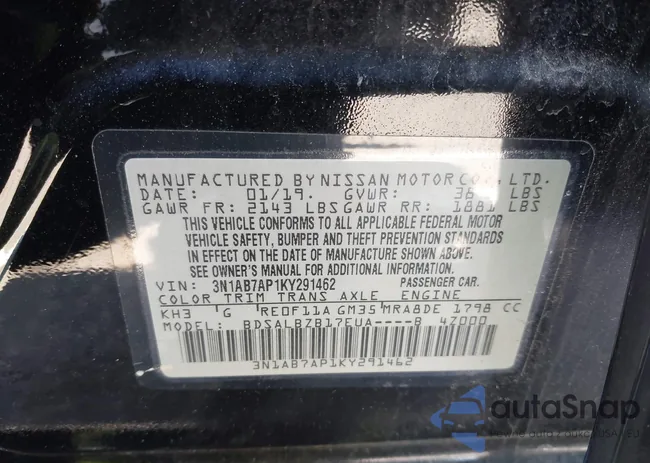 MANUFACTURED BY NISSAN MOTOR CO., LTD.
DATE: 01/19. GVWR: LBS
GAWR FR: 2143 LBS GAWR RR: 1881 LBS
THIS VEHICLE CONFORMS TO ALL APPLICABLE FEDERAL MOTOR
VEHICLE SAFETY, BUMPER AND THEFT PREVENTION STANDARDS
IN EFFECT ON THE DATE OF MANUFACTURE SHOWN ABOVE.
SEE OWNER'S MANUAL FOR ADDITIONAL INFORMATION.
VIN: 3N1AB7AP1KY291462 PASSENGER CAR.
COLOR TRIM TRANS AXLE ENGINE
KH3 G RE0F11A GM35 MRA8DE 1798 CC
MODEL: BDSALBZB17EUA----B 4Z000
3N1AB7AP1KY291462
autoSnap